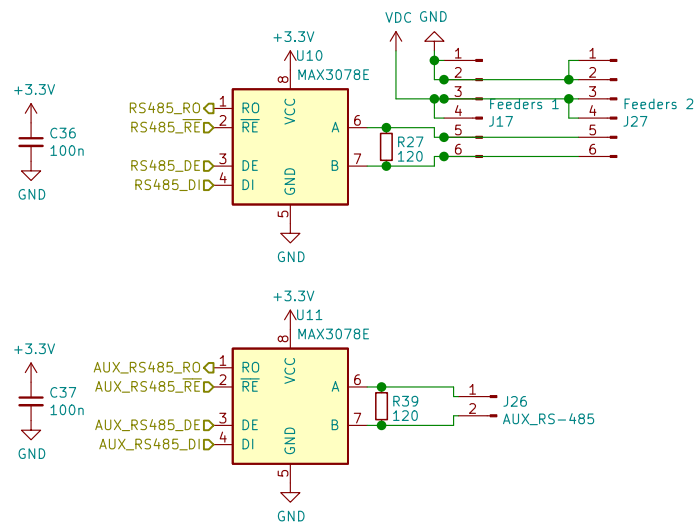 VDC GND
+3.3V
U10
MAX3078E
8
VCC
1
2
3
4
5
6
Feeders 1
J17
1
2
3
4
5
6
Feeders 2
J27
+3.3V
C36
100n
GND
RS485_RO
RS485_RE
RS485_DE
RS485_DI
1
2
3
4
RO
RE
DE
DI
A
B
GND
6
7
5
R27
120
GND
+3.3V
U11
MAX3078E
8
VCC
+3.3V
C37
100n
GND
AUX_RS485_RO
AUX_RS485_RE
AUX_RS485_DE
AUX_RS485_DI
1
2
3
4
RO
RE
DE
DI
A
B
GND
6
7
5
R39
120
1
2
J26
AUX_RS-485
GND